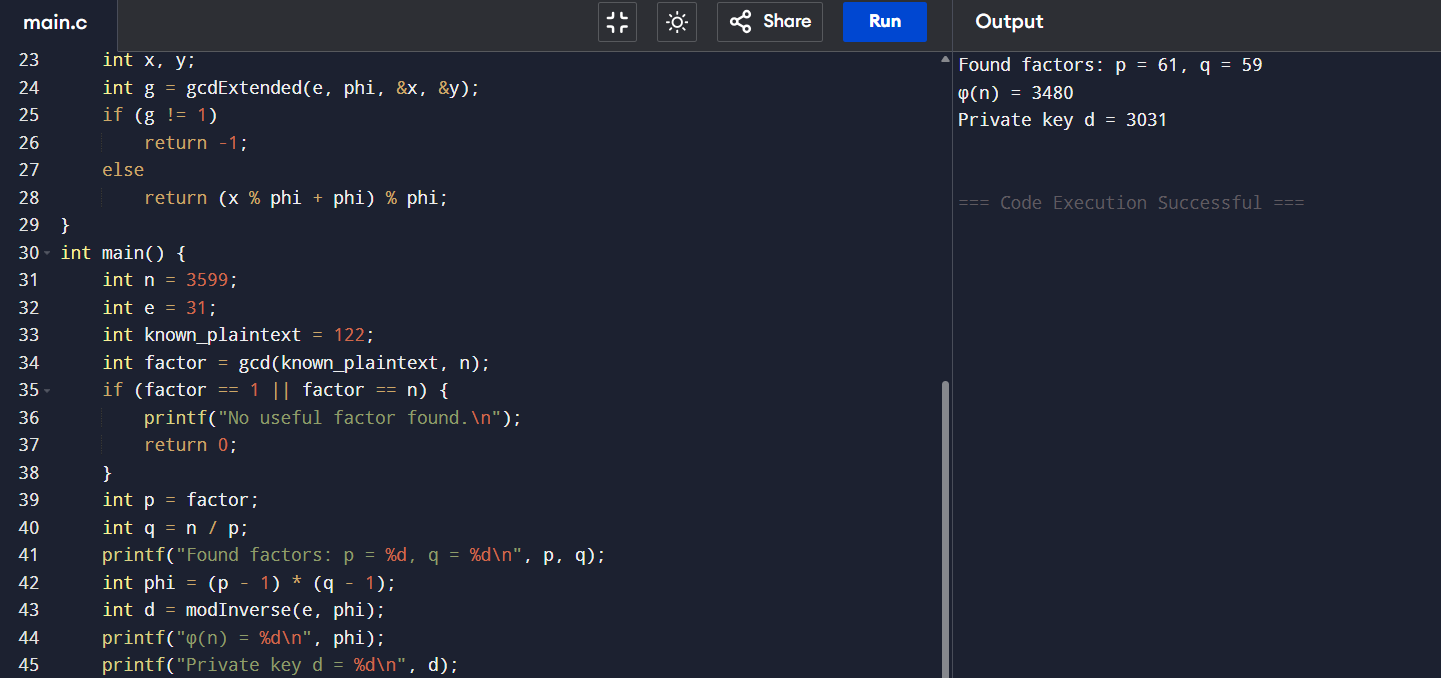 main.c
Share
Run
Output
23 int x, y;
24 int g = gcdExtended(e, phi, &x, &y);
25 if (g != 1)
26 return -1;
27 else
28 return (x % phi + phi) % phi;
29 }
30 int main() {
31 int n = 3599;
32 int e = 31;
33 int known_plaintext = 122;
34 int factor = gcd(known_plaintext, n);
35 if (factor == 1 || factor == n) {
36 printf("No useful factor found.\n");
37 return 0;
38 }
39 int p = factor;
40 int q = n / p;
41 printf("Found factors: p = %d, q = %d\n", p, q);
42 int phi = (p - 1) * (q - 1);
43 int d = modInverse(e, phi);
44 printf("φ(n) = %d\n", phi);
45 printf("Private key d = %d\n", d);
Found factors: p = 61, q = 59
φ(n) = 3480
Private key d = 3031
=== Code Execution Successful ===